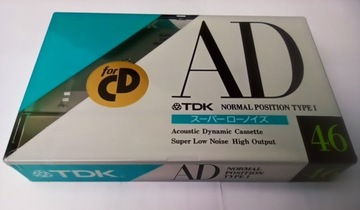 for
CD
AD
TDK NORMAL POSITION TYPE I
スーパーローノイズ
Acoustic Dynamic Cassette
Super Low Noise High Output
46
TDK
AD
NORMAL
POSITION
TYPE I
46